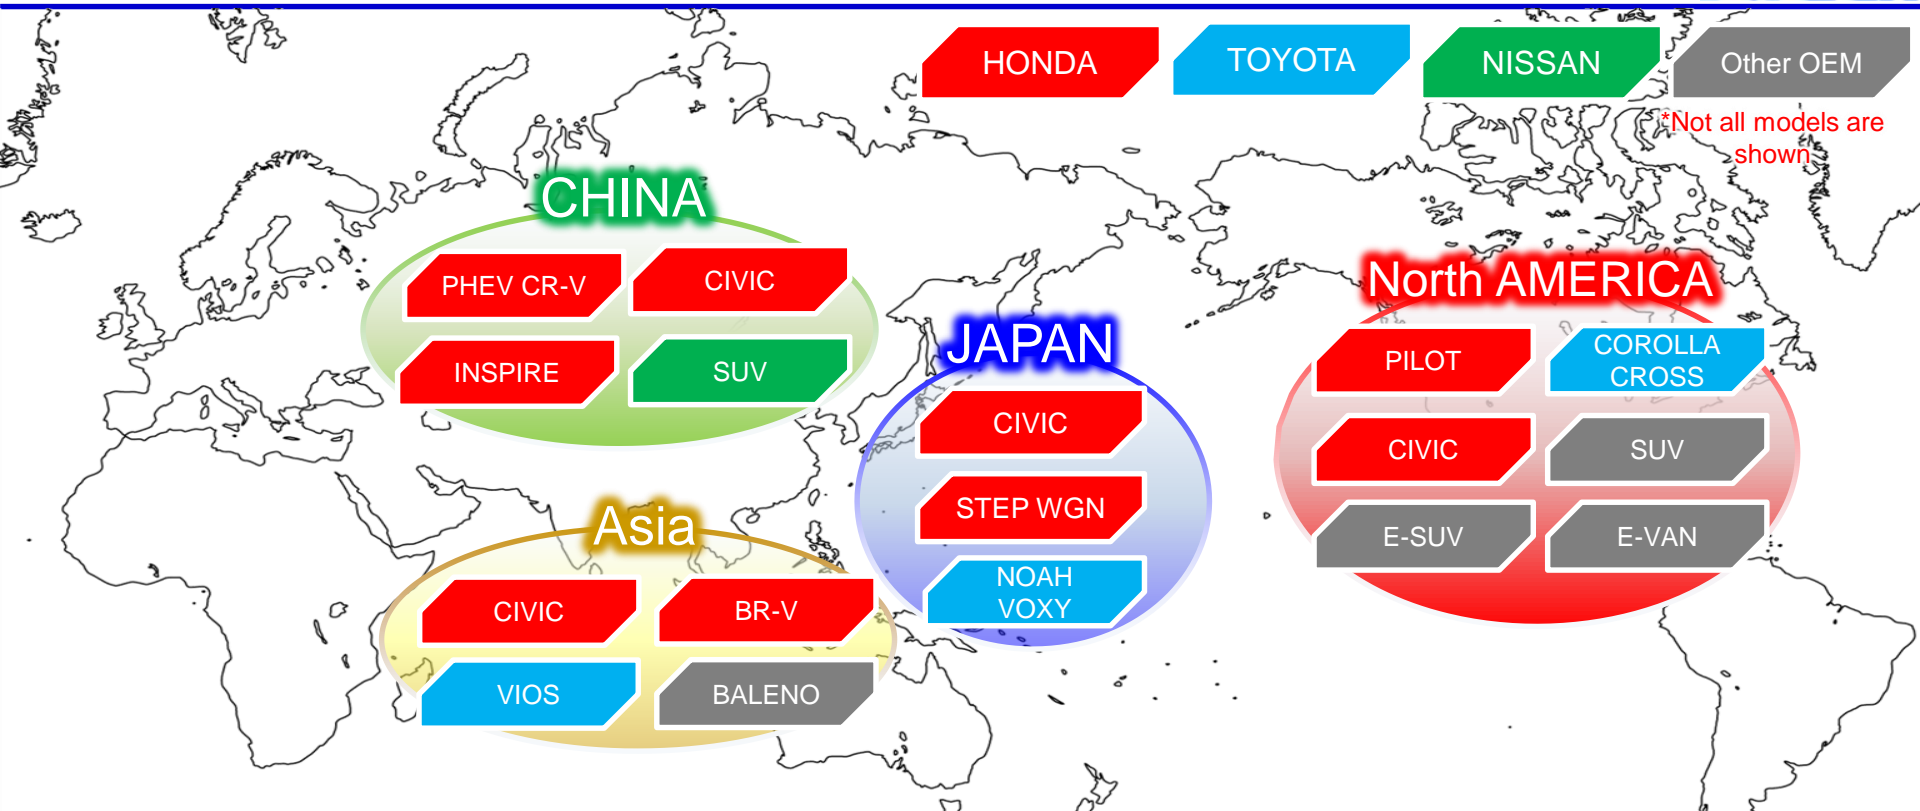 HONDA
TOYOTA
NISSAN
Other OEM
*Not all models are
shown
CHINA
PHEV CR-V
CIVIC
INSPIRE
SUV
JAPAN
CIVIC
STEP WGN
NOAH
VOXY
North AMERICA
PILOT
COROLLA
CROSS
CIVIC
SUV
E-SUV
E-VAN
Asia
CIVIC
BR-V
VIOS
BALENO